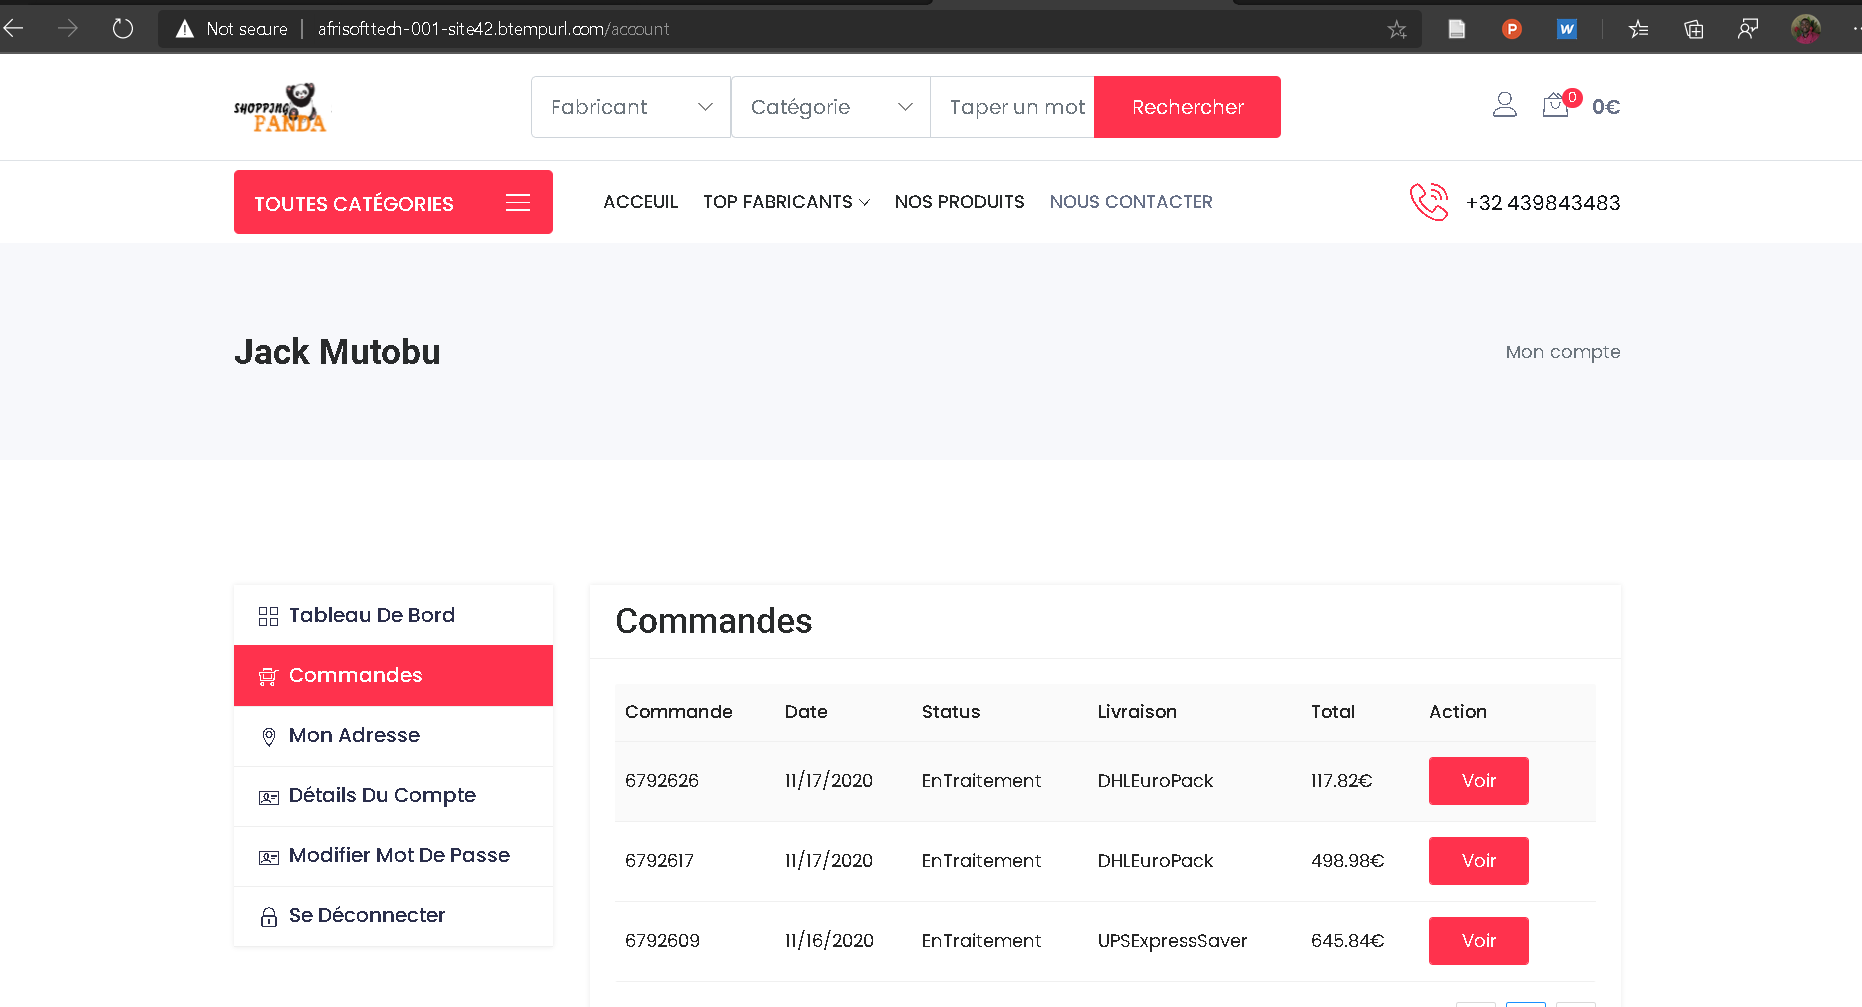 Not secure | afrisofttech-001-site42.btempurl.com/account
SHOPPING PANDA
Fabricant
Catégorie
Taper un mot
Rechercher
0
0€
TOUTES CATÉGORIES
ACCEUIL
TOP FABRICANTS
NOS PRODUITS
NOUS CONTACTER
+32 439843483
Jack Mutobu
Mon compte
Tableau De Bord
Commandes
Mon Adresse
Détails Du Compte
Modifier Mot De Passe
Se Déconnecter
Commandes
Commande Date Status Livraison Total Action
6792626 11/17/2020 EnTraitement DHLEuroPack 117.82€ Voir
6792617 11/17/2020 EnTraitement DHLEuroPack 498.98€ Voir
6792609 11/16/2020 EnTraitement UPSExpressSaver 645.84€ Voir